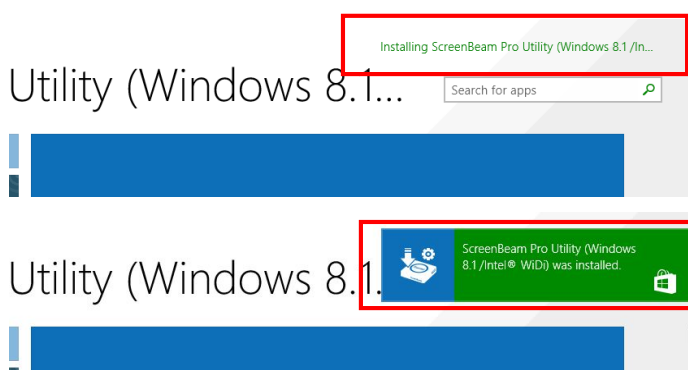 Installing ScreenBeam Pro Utility (Windows 8.1 /In...
Utility (Windows 8.1...
Search for apps
ScreenBeam Pro Utility (Windows
8.1 /Intel® WiDi) was installed.
Utility (Windows 8.1.